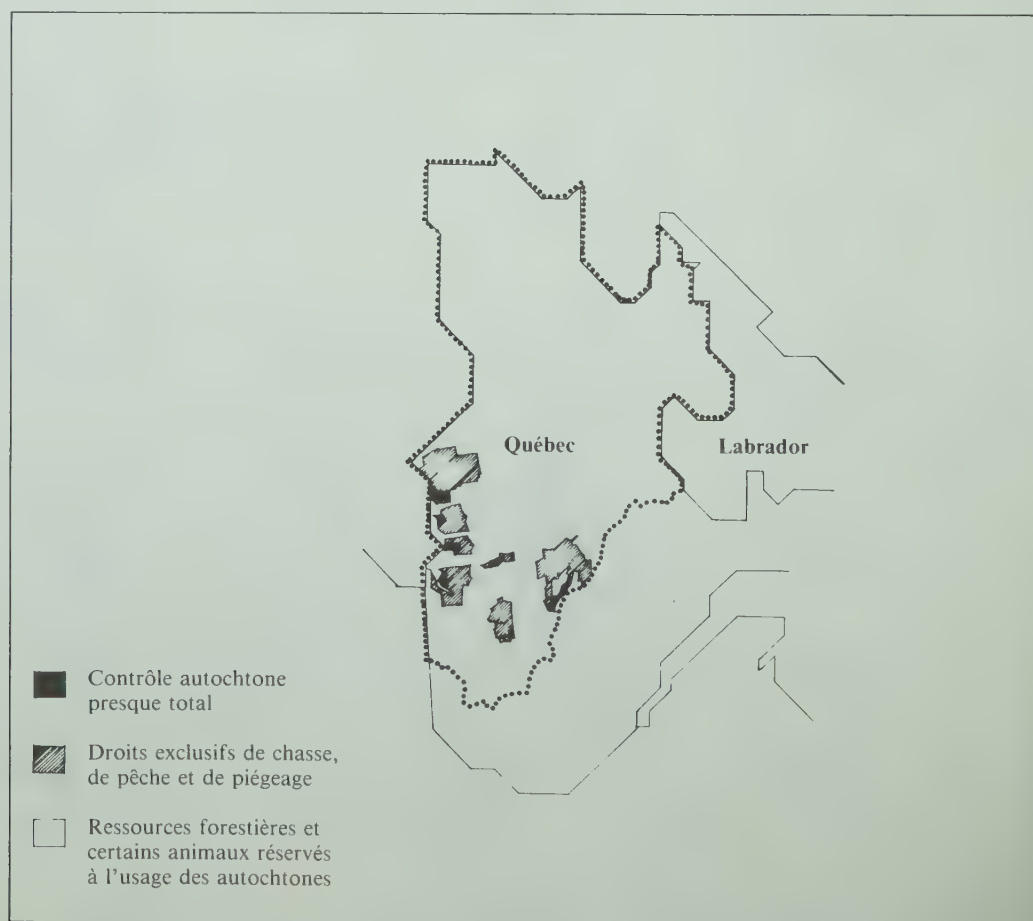 Québec
Labrador
Contrôle autochtone
presque total
Droits exclusifs de chasse,
de pêche et de piégeage
Ressources forestières et
certains animaux réservés
à l'usage des autochtones